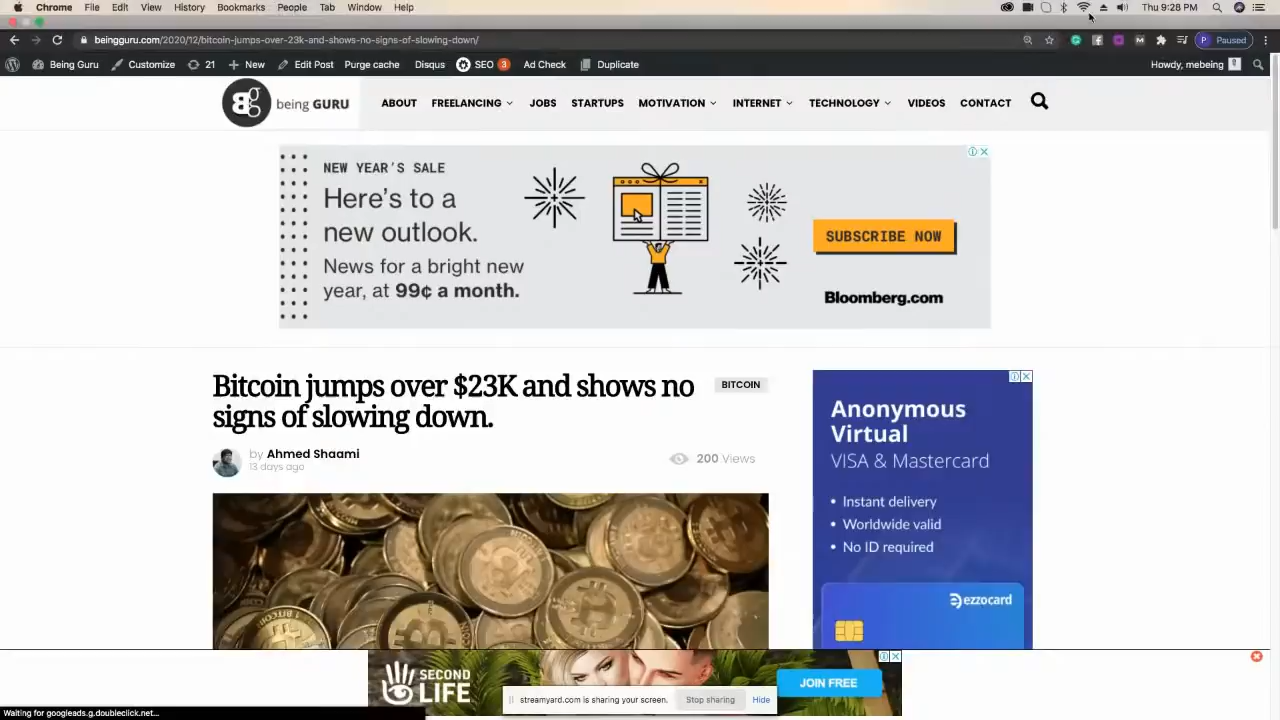 Chrome File Edit View History Bookmarks People Tab Window Help Thu 9:28 PM
beingguru.com/2020/12/bitcoin-jumps-over-23k-and-shows-no-signs-of-slowing-down/ Paused
Being Guru Customize 21 New Edit Post Purge cache Disqus SEO 3 Ad Check Duplicate Howdy, mebeing
being GURU ABOUT FREELANCING JOBS STARTUPS MOTIVATION INTERNET TECHNOLOGY VIDEOS CONTACT
NEW YEAR'S SALE
Here's to a
new outlook.
News for a bright new
year, at 99¢ a month.
SUBSCRIBE NOW
Bloomberg.com
Bitcoin jumps over $23K and shows no
signs of slowing down.
BITCOIN
by Ahmed Shaami
13 days ago
200 Views
Anonymous
Virtual
VISA & Mastercard
• Instant delivery
• Worldwide valid
• No ID required
ezzocard
SECOND
LIFE
JOIN FREE
streamyard.com is sharing your screen. Stop sharing Hide
Waiting for googleads.g.doubleclick.net...